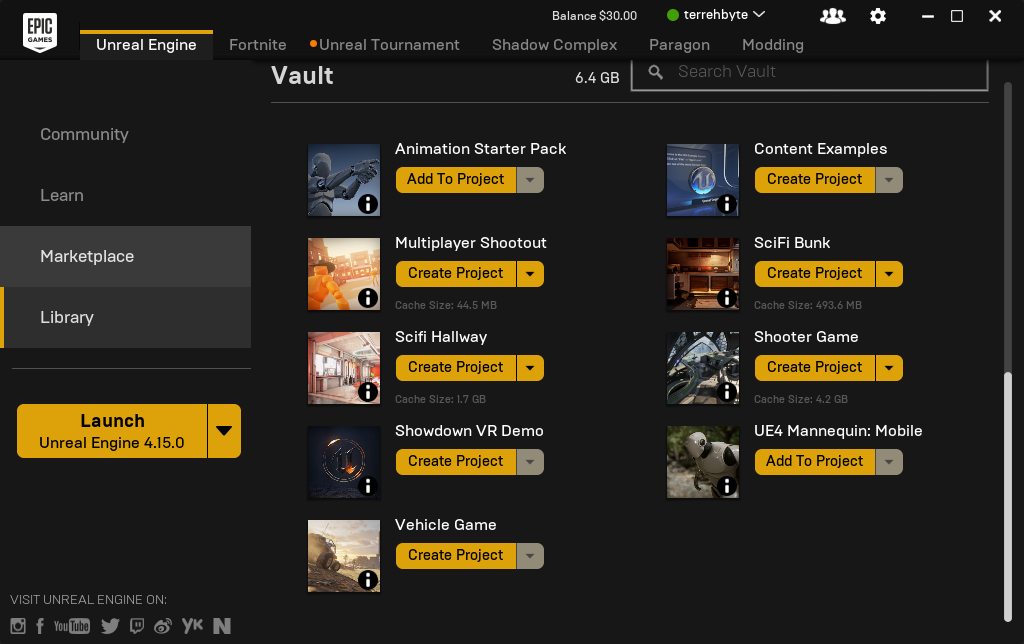 EPIC
GAMES
Balance $30.00
terrehbyte
Unreal Engine
Fortnite
Unreal Tournament
Shadow Complex
Paragon
Modding
Vault
6.4 GB
Search Vault
Community
Learn
Marketplace
Library
Launch
Unreal Engine 4.15.0
Animation Starter Pack
Add To Project
Content Examples
Create Project
Multiplayer Shootout
Create Project
Cache Size: 44.5 MB
SciFi Bunk
Create Project
Cache Size: 493.6 MB
Scifi Hallway
Create Project
Cache Size: 1.7 GB
Shooter Game
Create Project
Cache Size: 4.2 GB
Showdown VR Demo
Create Project
UE4 Mannequin: Mobile
Add To Project
Vehicle Game
Create Project
VISIT UNREAL ENGINE ON:
YouTube